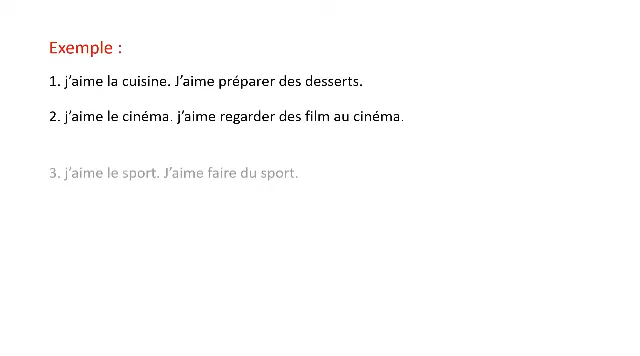 Exemple :
1. j’aime la cuisine. J’aime préparer des desserts.
2. j’aime le cinéma. j’aime regarder des film au cinéma.
3. j’aime le sport. J’aime faire du sport.